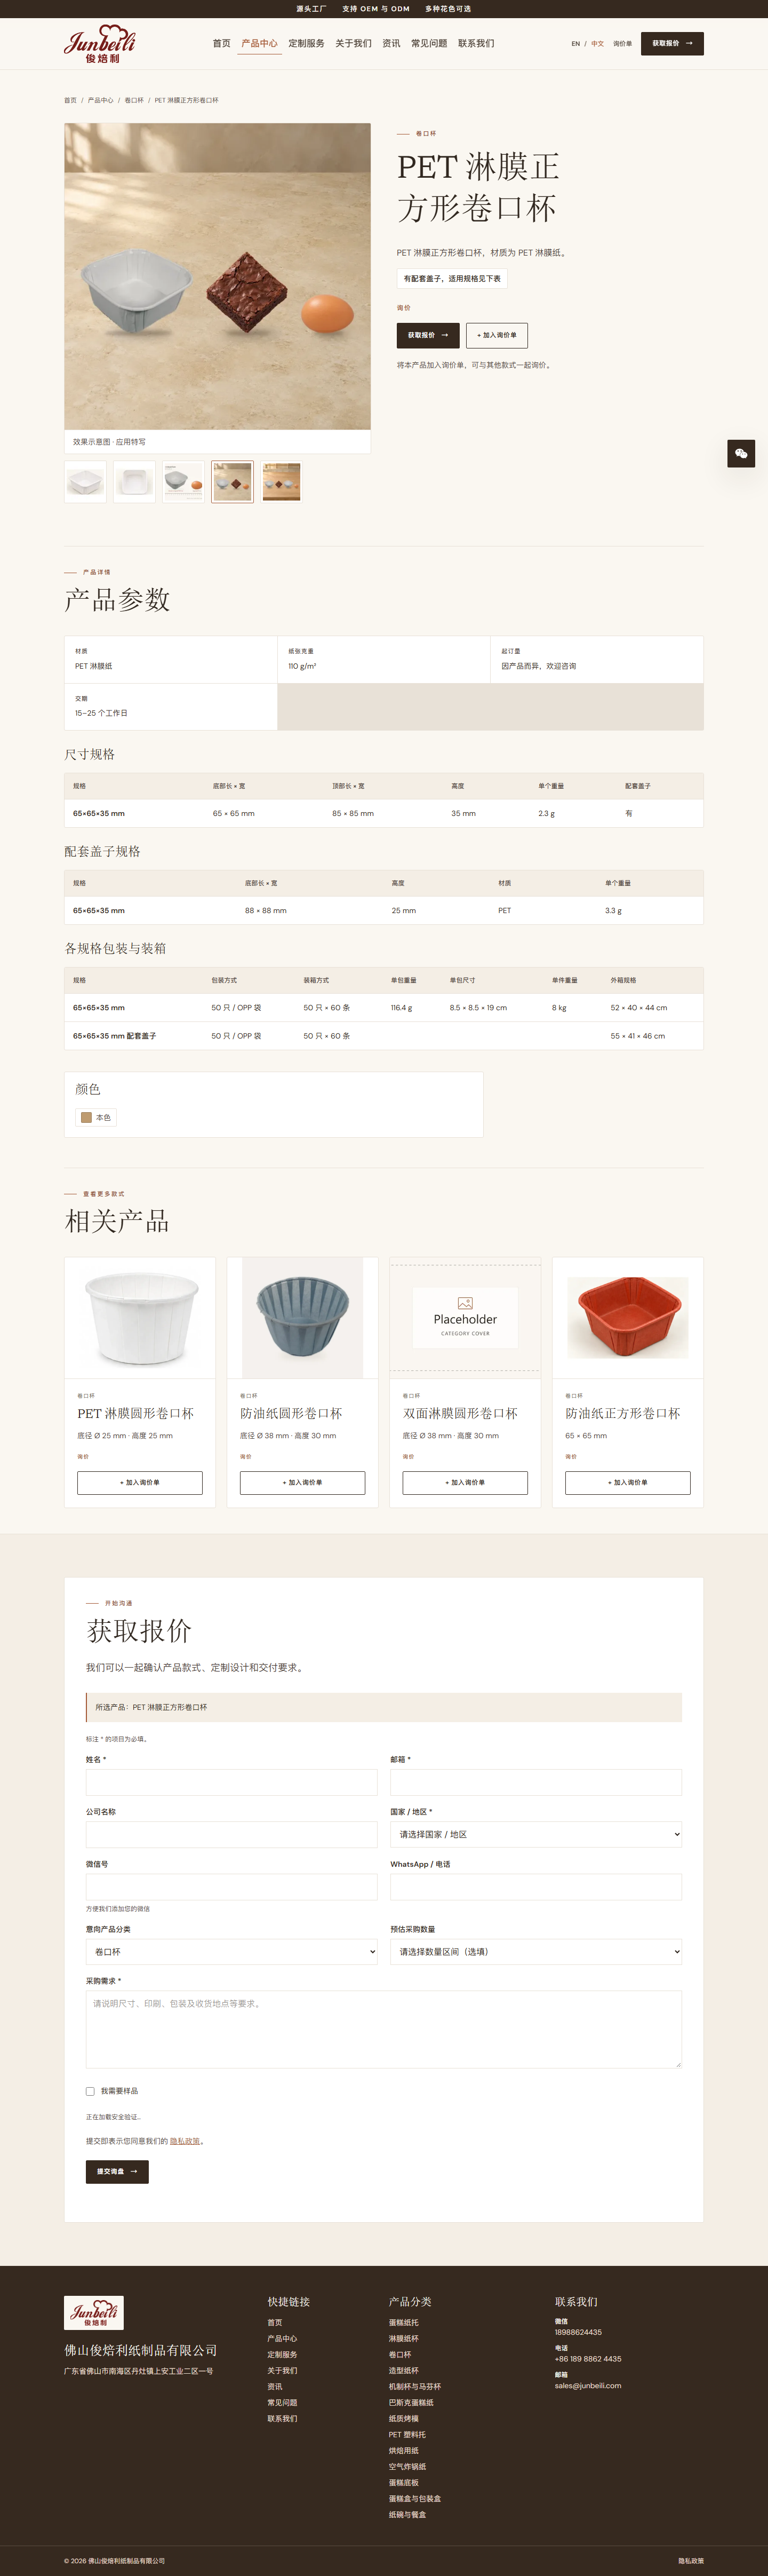 源头工厂 支持 OEM 与 ODM 多种花色可选
Junbeili
俊焙利
首页 产品中心 定制服务 关于我们 资讯 常见问题 联系我们
EN / 中文 询价单 获取报价 →
首页 / 产品中心 / 卷口杯 / PET 淋膜正方形卷口杯
卷口杯
PET 淋膜正
方形卷口杯
PET 淋膜正方形卷口杯，材质为 PET 淋膜纸。
有配套盖子，适用规格见下表
询价
获取报价 → + 加入询价单
将本产品加入询价单，可与其他款式一起询价。
效果示意图 · 应用特写
产品详情
产品参数
材质 纸张克重 起订量
PET 淋膜纸 110 g/m² 因产品而异，欢迎咨询
交期
15–25 个工作日
尺寸规格
规格 底部长 × 宽 顶部长 × 宽 高度 单个重量 配套盖子
65×65×35 mm 65 × 65 mm 85 × 85 mm 35 mm 2.3 g 有
配套盖子规格
规格 底部长 × 宽 高度 材质 单个重量
65×65×35 mm 88 × 88 mm 25 mm PET 3.3 g
各规格包装与装箱
规格 包装方式 装箱方式 单包重量 单包尺寸 单件重量 外箱规格
65×65×35 mm 50 只 / OPP 袋 50 只 × 60 条 116.4 g 8.5 × 8.5 × 19 cm 8 kg 52 × 40 × 44 cm
65×65×35 mm 配套盖子 50 只 / OPP 袋 50 只 × 60 条 55 × 41 × 46 cm
颜色
本色
查看更多款式
相关产品
Placeholder
CATEGORY COVER
卷口杯 卷口杯 卷口杯 卷口杯
PET 淋膜圆形卷口杯 防油纸圆形卷口杯 双面淋膜圆形卷口杯 防油纸正方形卷口杯
底径 Ø 25 mm · 高度 25 mm 底径 Ø 38 mm · 高度 30 mm 底径 Ø 38 mm · 高度 30 mm 65 × 65 mm
询价 询价 询价 询价
+ 加入询价单 + 加入询价单 + 加入询价单 + 加入询价单
开始沟通
获取报价
我们可以一起确认产品款式、定制设计和交付要求。
所选产品：PET 淋膜正方形卷口杯
标注 * 的项目为必填。
姓名 * 邮箱 *
公司名称 国家 / 地区 *
请选择国家 / 地区
微信号 WhatsApp / 电话
方便我们添加您的微信
意向产品分类 预估采购数量
卷口杯 请选择数量区间（选填）
采购需求 *
请说明尺寸、印刷、包装及收货地点等要求。
我需要样品
正在加载安全验证…
提交即表示您同意我们的 隐私政策。
提交询盘 →
Junbeili
俊焙利
佛山俊焙利纸制品有限公司
广东省佛山市南海区丹灶镇上安工业二区一号
快捷链接
首页
产品中心
定制服务
关于我们
资讯
常见问题
联系我们
产品分类
蛋糕纸托
淋膜纸杯
卷口杯
造型纸杯
机制杯与马芬杯
巴斯克蛋糕纸
纸质烤模
PET 塑料托
烘焙用纸
空气炸锅纸
蛋糕底板
蛋糕盒与包装盒
纸碗与餐盒
联系我们
微信
18988624435
电话
+86 189 8862 4435
邮箱
sales@junbeili.com
© 2026 佛山俊焙利纸制品有限公司 隐私政策